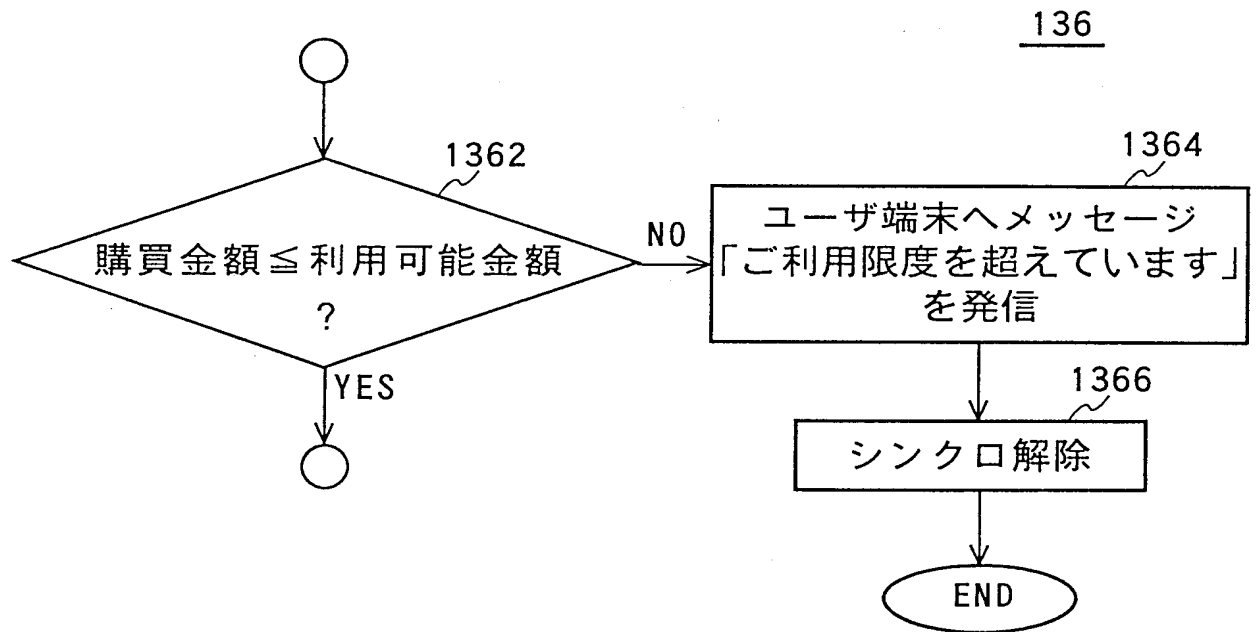 136
1362
購買金額≦利用可能金額
?
YES
NO
1364
ユーザ端末へメッセージ
「ご利用限度を超えています」
を発信
1366
シンクロ解除
END